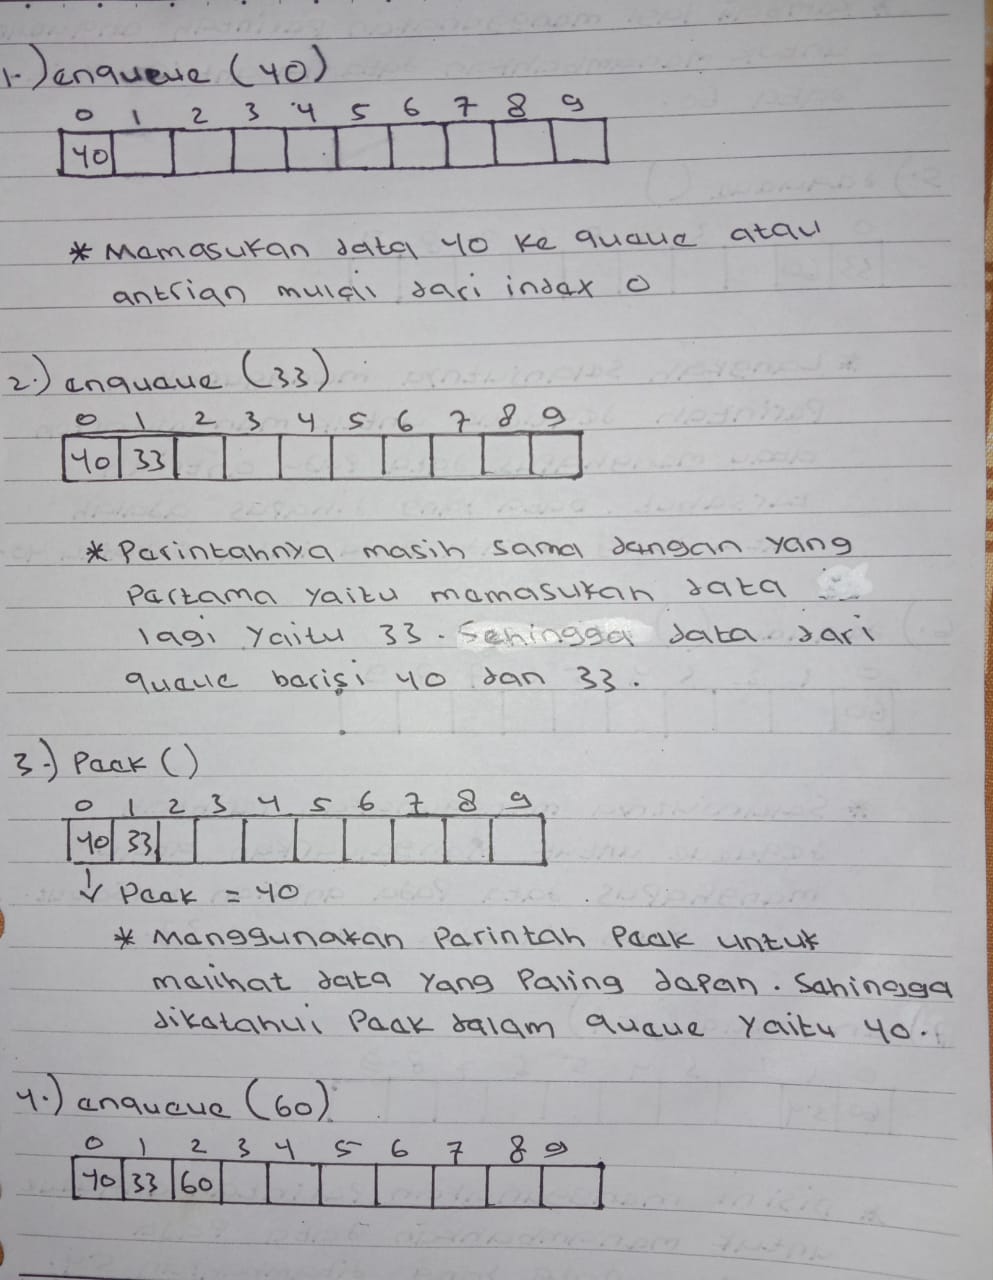 1.) enqueue (40)
0 1 2 3 4 5 6 7 8 9
40
* Memasukan data 40 ke queue atau
antrian mulai dari index 0
2.) enqueue (33)
0 1 2 3 4 5 6 7 8 9
40 33
* Perintahnya masih sama dengan yang
pertama yaitu memasukan data
lagi yaitu 33. Sehingga data dari
queue berisi 40 dan 33.
3.) Peek ()
0 1 2 3 4 5 6 7 8 9
40 33
↓ Peek = 40
* Menggunakan Perintah Peek untuk
melihat data yang Paling depan. Sehingga
diketahui Peek dalam queue yaitu 40.
4.) enqueue (60)
0 1 2 3 4 5 6 7 8 9
40 33 60